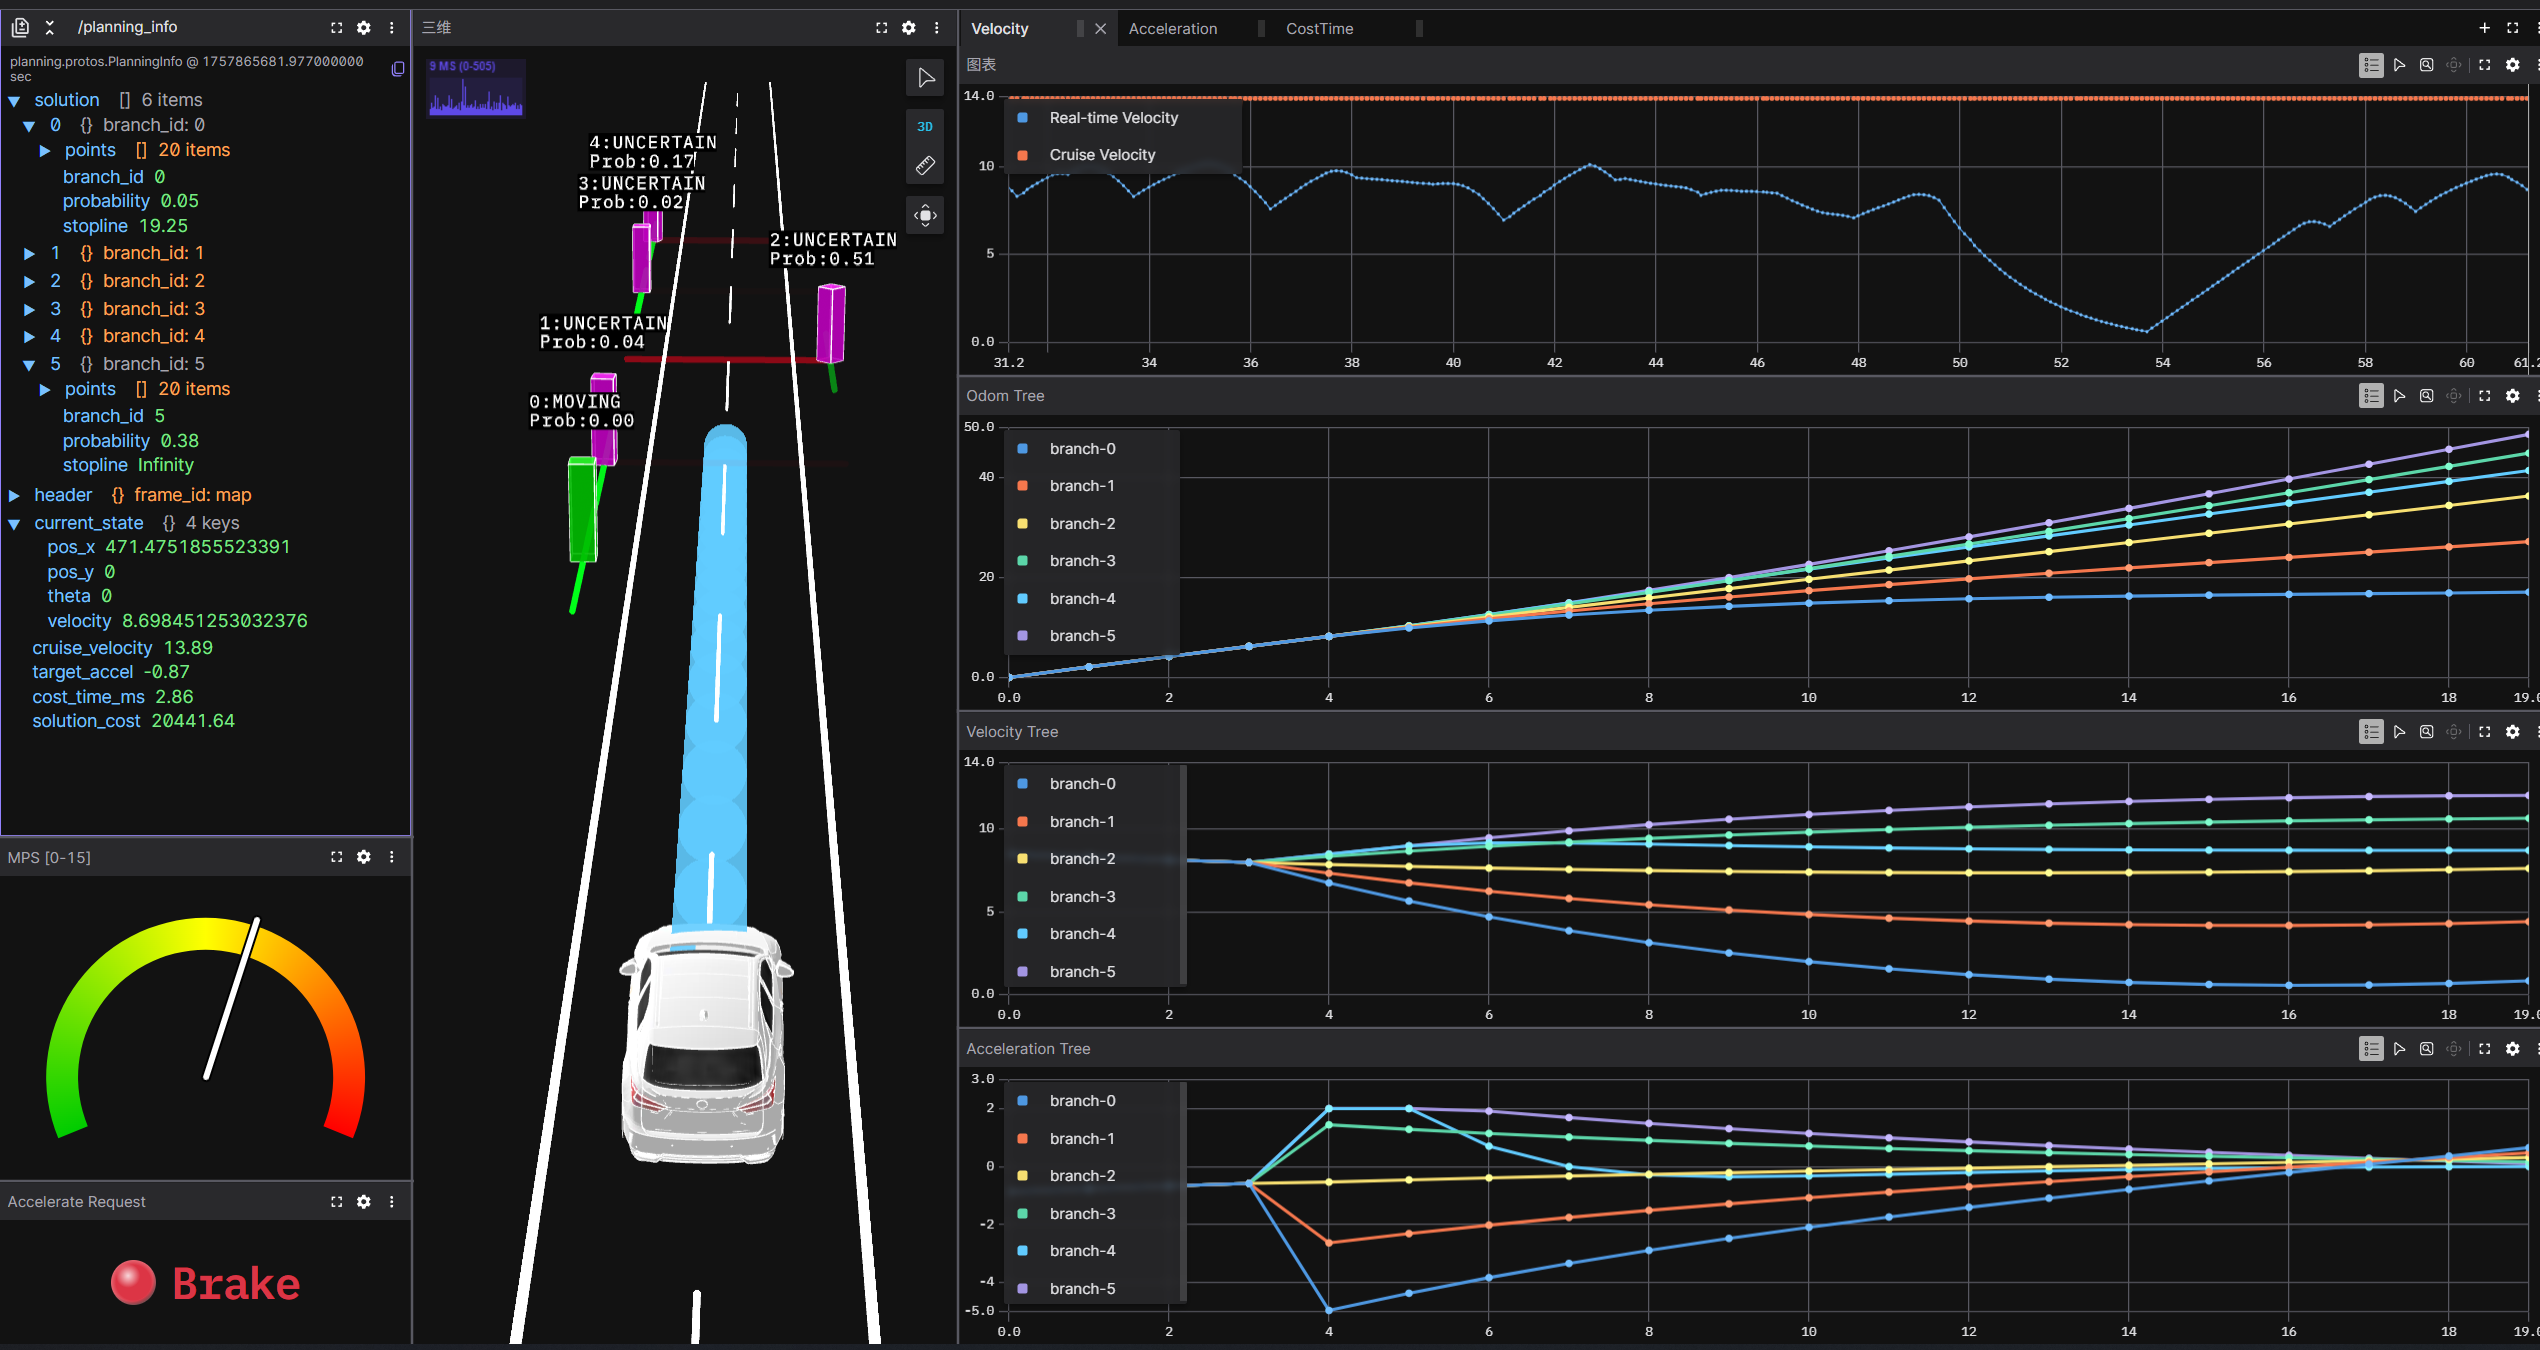 /planning_info
planning.protos.PlanningInfo @ 1757865681.977000000
sec
solution [] 6 items
0 {} branch_id: 0
points [] 20 items
branch_id 0
probability 0.05
stopline 19.25
1 {} branch_id: 1
2 {} branch_id: 2
3 {} branch_id: 3
4 {} branch_id: 4
5 {} branch_id: 5
points [] 20 items
branch_id 5
probability 0.38
stopline Infinity
header {} frame_id: map
current_state {} 4 keys
pos_x 471.4751855523391
pos_y 0
theta 0
velocity 8.698451253032376
cruise_velocity 13.89
target_accel -0.87
cost_time_ms 2.86
solution_cost 20441.64
MPS [0-15]
Accelerate Request
Brake
三维
9 MS (0-505)
3D
4:UNCERTAIN
Prob:0.17
3:UNCERTAIN
Prob:0.02
2:UNCERTAIN
Prob:0.51
1:UNCERTAIN
Prob:0.04
0:MOVING
Prob:0.00
Velocity
Acceleration
CostTime
图表
14.0
10
5
0.0
Real-time Velocity
Cruise Velocity
31.2 34 36 38 40 42 44 46 48 50 52 54 56 58 60 61.2
Odom Tree
50.0
40
20
0.0
branch-0
branch-1
branch-2
branch-3
branch-4
branch-5
0.0 2 4 6 8 10 12 14 16 18 19.0
Velocity Tree
14.0
10
5
0.0
branch-0
branch-1
branch-2
branch-3
branch-4
branch-5
0.0 2 4 6 8 10 12 14 16 18 19.0
Acceleration Tree
3.0
2
0
-2
-4
-5.0
branch-0
branch-1
branch-2
branch-3
branch-4
branch-5
0.0 2 4 6 8 10 12 14 16 18 19.0